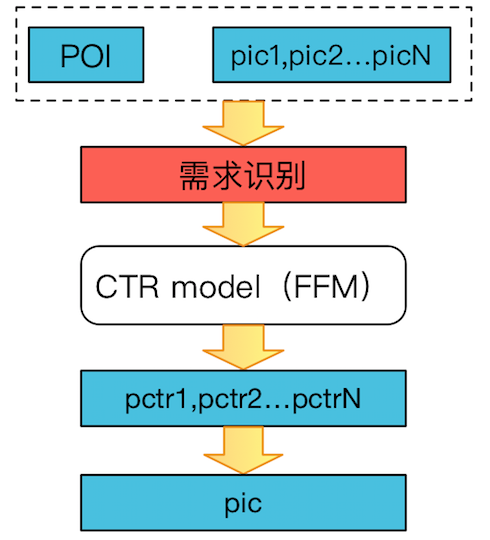 POI
pic1,pic2...picN
需求识别
CTR model（FFM）
pctr1,pctr2...pctrN
pic